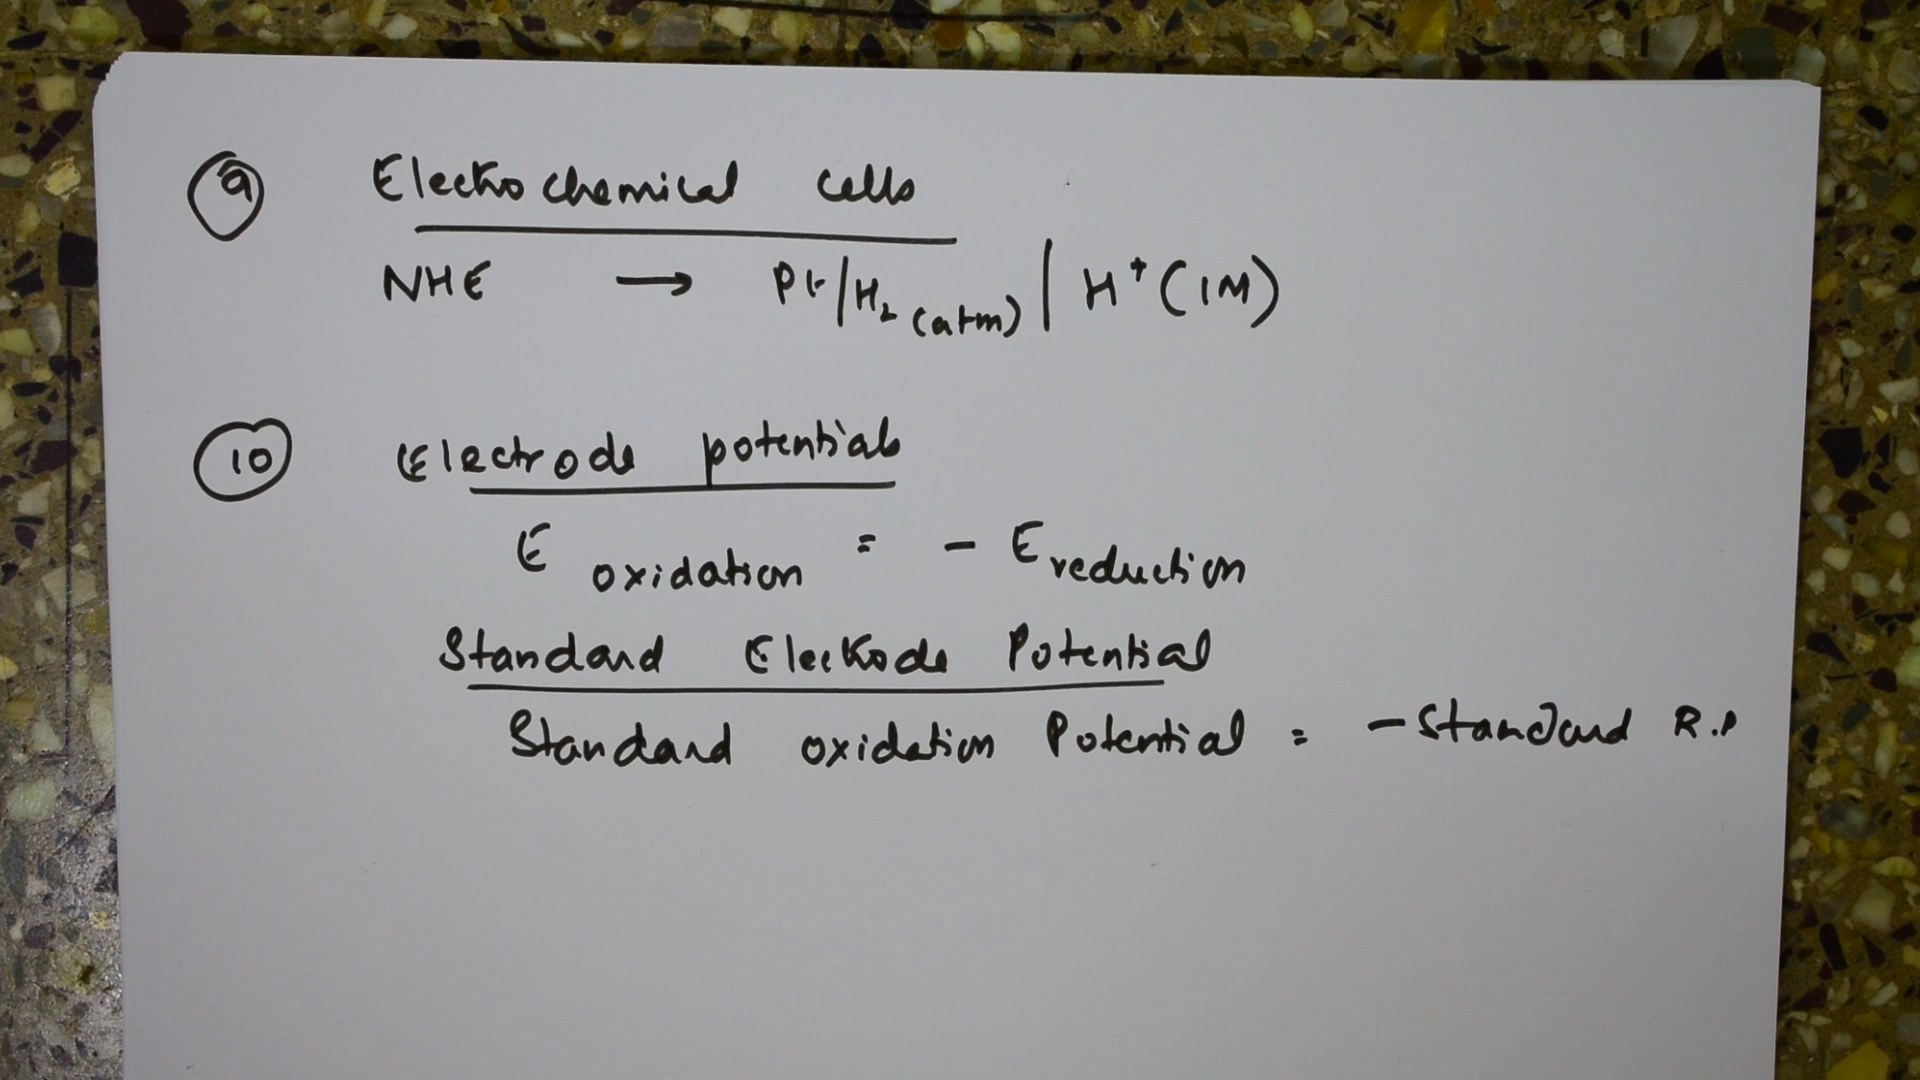 9 Electrochemical cells
NHE → Pt/H₂ (atm) | H⁺ (1M)
10 Electrode potentials
E oxidation = - E reduction
Standard Electrode Potential
Standard oxidation Potential = - Standard R.P